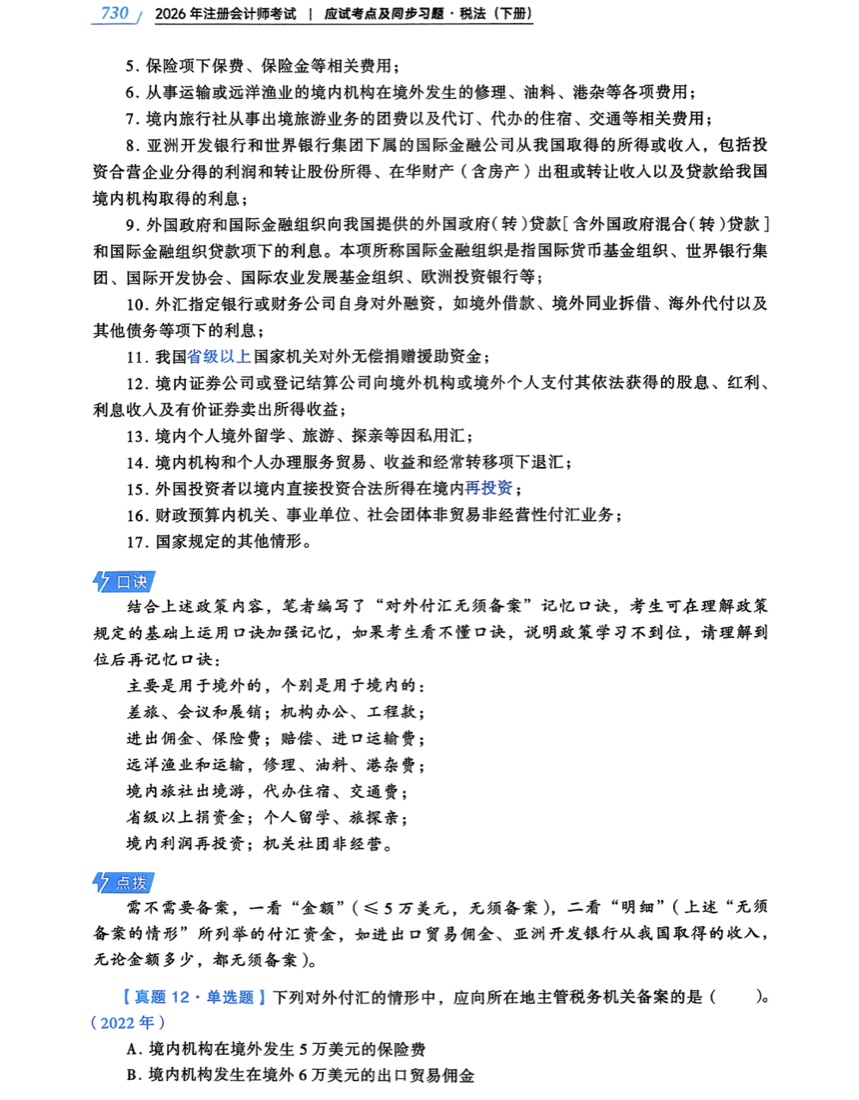 730 2026年注册会计师考试 | 应试考点及同步习题·税法（下册）
5. 保险项下保费、保险金等相关费用；
6. 从事运输或远洋渔业的境内机构在境外发生的修理、油料、港杂等各项费用；
7. 境内旅行社从事出境旅游业务的团费以及代订、代办的住宿、交通等相关费用；
8. 亚洲开发银行和世界银行集团下属的国际金融公司从我国取得的所得或收入，包括投
资合营企业分得的利润和转让股份所得、在华财产（含房产）出租或转让收入以及贷款给我国
境内机构取得的利息；
9. 外国政府和国际金融组织向我国提供的外国政府(转)贷款[含外国政府混合(转)贷款]
和国际金融组织贷款项下的利息。本项所称国际金融组织是指国际货币基金组织、世界银行集
团、国际开发协会、国际农业发展基金组织、欧洲投资银行等；
10. 外汇指定银行或财务公司自身对外融资，如境外借款、境外同业拆借、海外代付以及
其他债务等项下的利息；
11. 我国省级以上国家机关对外无偿捐赠援助资金；
12. 境内证券公司或登记结算公司向境外机构或境外个人支付其依法获得的股息、红利、
利息收入及有价证券卖出所得收益；
13. 境内个人境外留学、旅游、探亲等因私用汇；
14. 境内机构和个人办理服务贸易、收益和经常转移项下退汇；
15. 外国投资者以境内直接投资合法所得在境内再投资；
16. 财政预算内机关、事业单位、社会团体非贸易非经营性付汇业务；
17. 国家规定的其他情形。
口诀
结合上述政策内容，笔者编写了“对外付汇无须备案”记忆口诀，考生可在理解政策
规定的基础上运用口诀加强记忆，如果考生看不懂口诀，说明政策学习不到位，请理解到
位后再记忆口诀：
主要是用于境外的，个别是用于境内的：
差旅、会议和展销；机构办公、工程款；
进出佣金、保险费；赔偿、进口运输费；
远洋渔业和运输，修理、油料、港杂费；
境内旅社出境游，代办住宿、交通费；
省级以上捐资金；个人留学、旅探亲；
境内利润再投资；机关社团非经营。
点拨
需不需要备案，一看“金额”（≤5万美元，无须备案），二看“明细”（上述“无须
备案的情形”所列举的付汇资金，如进出口贸易佣金、亚洲开发银行从我国取得的收入，
无论金额多少，都无须备案）。
【真题12·单选题】下列对外付汇的情形中，应向所在地主管税务机关备案的是（　　）。
（2022年）
A. 境内机构在境外发生5万美元的保险费
B. 境内机构发生在境外6万美元的出口贸易佣金